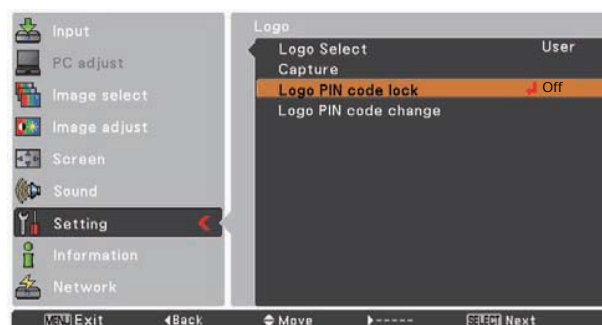 Input
PC adjust
Image select
Image adjust
Screen
Sound
Setting
Information
Network
Logo
Logo Select User
Capture
Logo PIN code lock Off
Logo PIN code change
MENU Exit ◀Back Move ▶----- SELECT Next